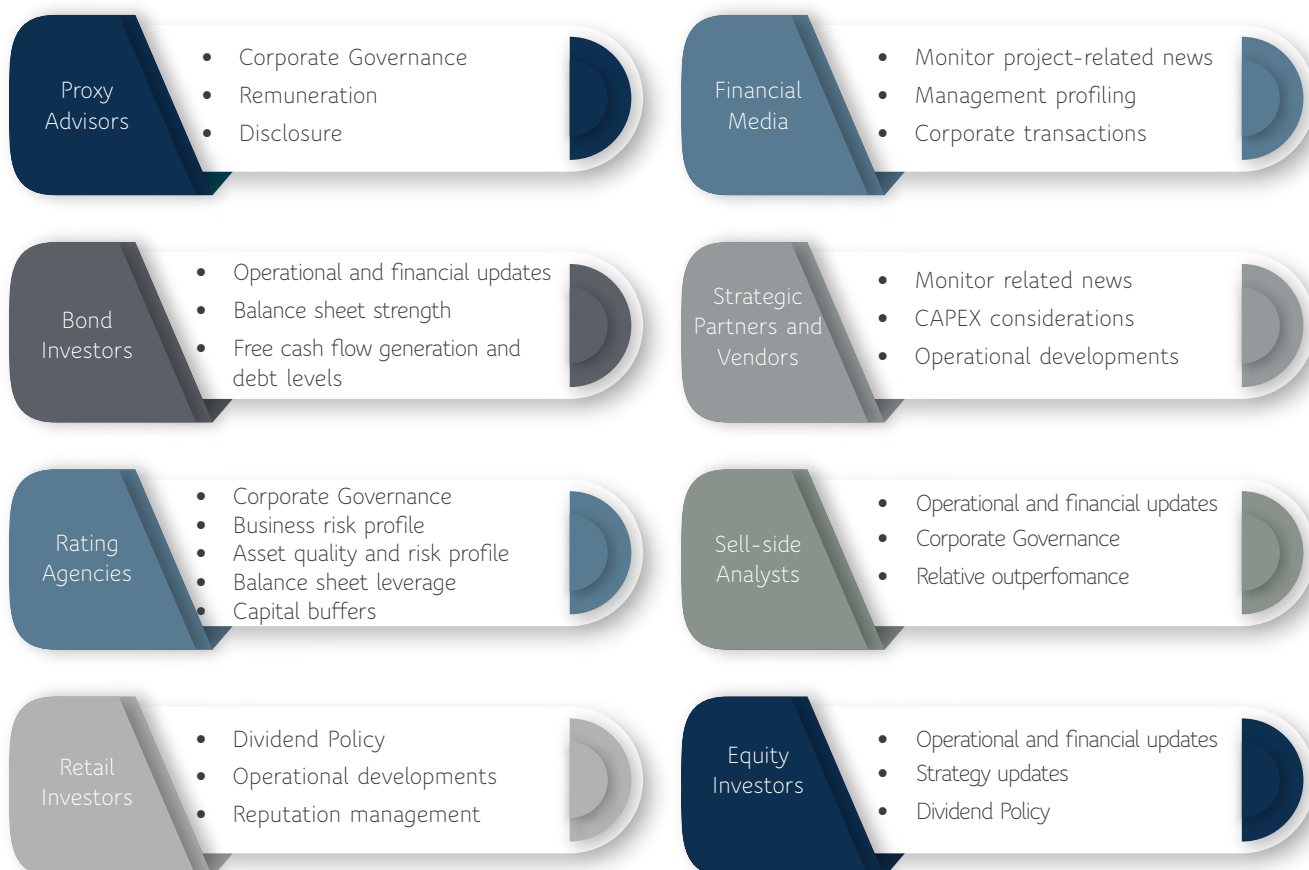 Proxy
Advisors
• Corporate Governance
• Remuneration
• Disclosure
Financial
Media
• Monitor project-related news
• Management profiling
• Corporate transactions
Bond
Investors
• Operational and financial updates
• Balance sheet strength
• Free cash flow generation and
debt levels
Strategic
Partners and
Vendors
• Monitor related news
• CAPEX considerations
• Operational developments
Rating
Agencies
• Corporate Governance
• Business risk profile
• Asset quality and risk profile
• Balance sheet leverage
• Capital buffers
Sell-side
Analysts
• Operational and financial updates
• Corporate Governance
• Relative outperfomance
Retail
Investors
• Dividend Policy
• Operational developments
• Reputation management
Equity
Investors
• Operational and financial updates
• Strategy updates
• Dividend Policy